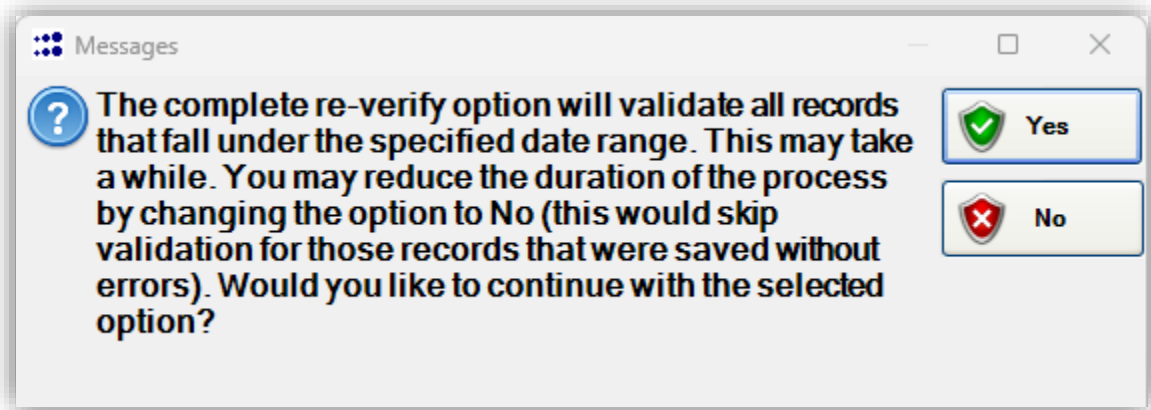 Messages
The complete re-verify option will validate all records
that fall under the specified date range. This may take
a while. You may reduce the duration of the process
by changing the option to No (this would skip
validation for those records that were saved without
errors). Would you like to continue with the selected
option?
Yes
No